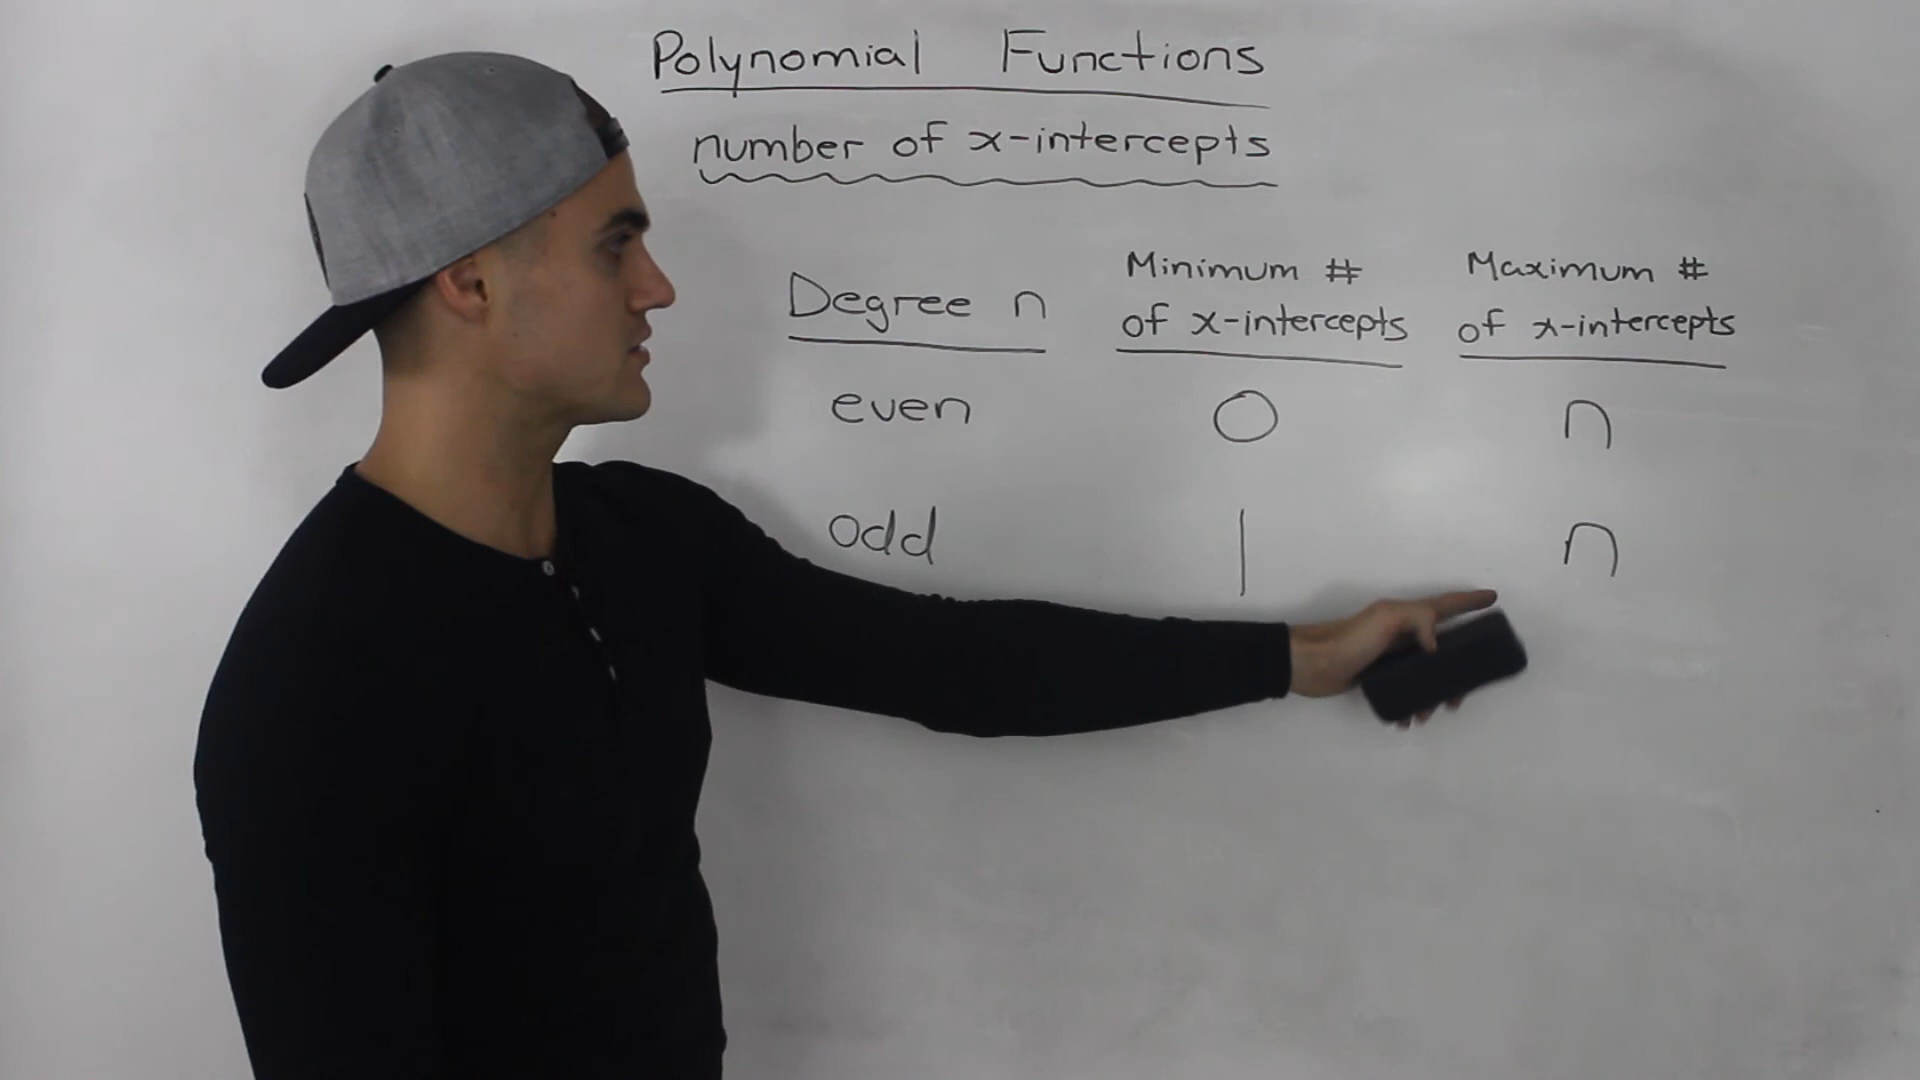 Polynomial Functions
number of x-intercepts
Degree n
Minimum #
of x-intercepts
Maximum #
of x-intercepts
even 0 n
odd 1 n